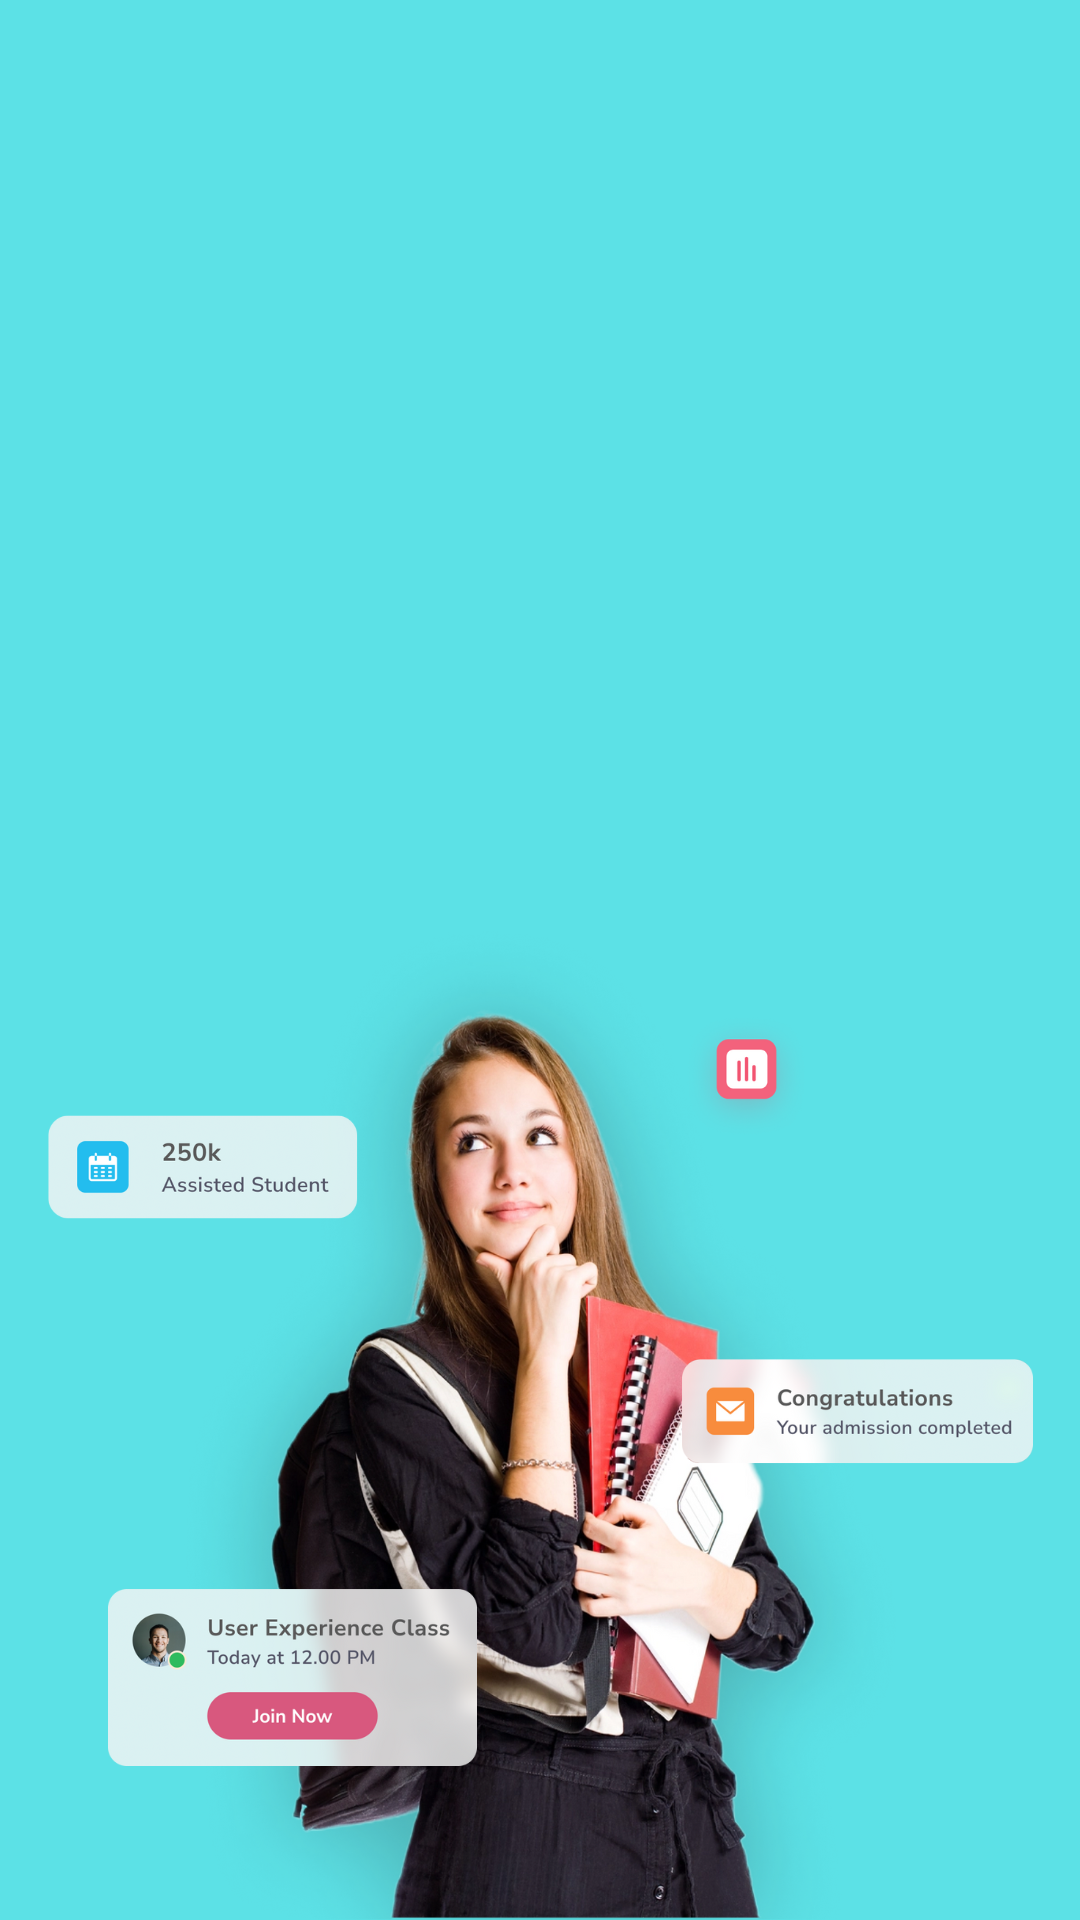 250k
Assisted Student
Congratulations
Your admission completed
User Experience Class
Today at 12.00 PM
Join Now